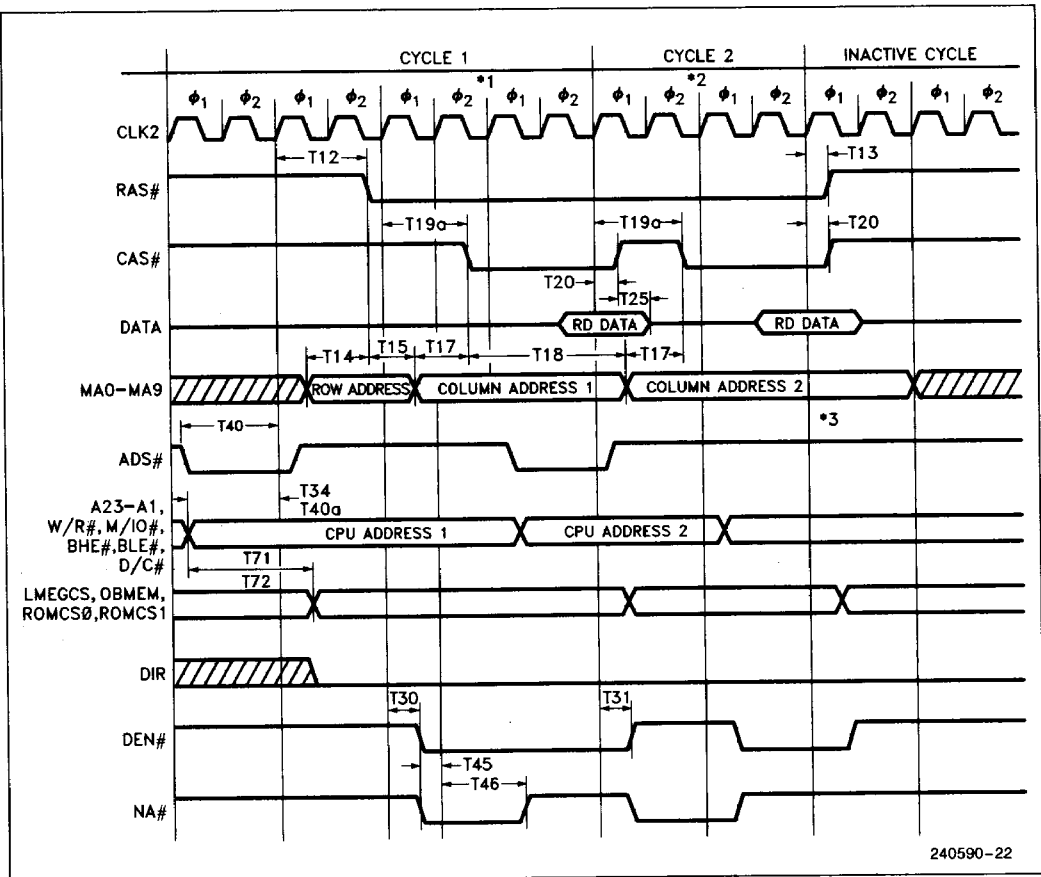 CYCLE 1 CYCLE 2 INACTIVE CYCLE
*1 *2
ϕ1 ϕ2 ϕ1 ϕ2 ϕ1 ϕ2 ϕ1 ϕ2 ϕ1 ϕ2 ϕ1 ϕ2 ϕ1 ϕ2 ϕ1 ϕ2
CLK2
T12 T13
RAS#
T19a T19a T20
CAS#
T20
T25
DATA RD DATA RD DATA
T14 T15 T17 T18 T17
MA0-MA9 ROW ADDRESS COLUMN ADDRESS 1 COLUMN ADDRESS 2
*3
T40
ADS#
T34
A23-A1, T40a
W/R#, M/IO#, CPU ADDRESS 1 CPU ADDRESS 2
BHE#,BLE#,
D/C#
T71
T72
LMEGCS, OBMEM,
ROMCS0,ROMCS1
DIR
T30 T31
DEN#
T45
T46
NA#
240590-22